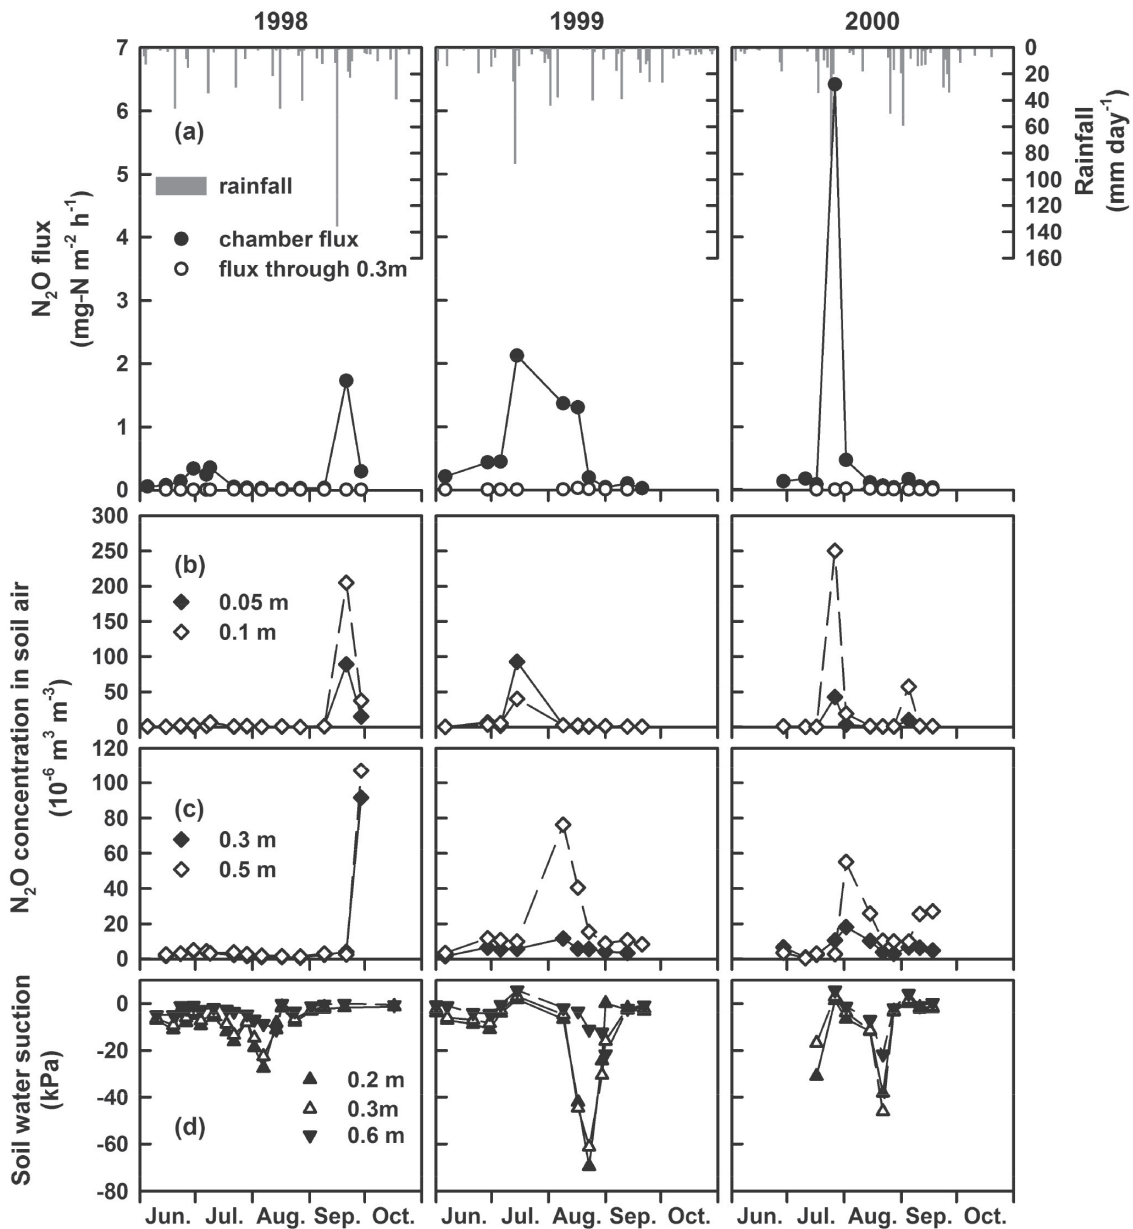 1998 1999 2000
7 0
6 20
5 40
4 60
3 80
2 100
1 120
0 140
160
N₂O flux
(mg-N m⁻² h⁻¹)
Rainfall
(mm day⁻¹)
(a)
rainfall
chamber flux
flux through 0.3m
300
250
200
150
100
50
0
(b)
0.05 m
0.1 m
N₂O concentration in soil air
(10⁻⁶ m³ m⁻³)
120
100
80
60
40
20
0
(c)
0.3 m
0.5 m
Soil water suction
(kPa)
0
-20
-40
-60
-80
0.2 m
0.3m
0.6 m
(d)
Jun. Jul. Aug. Sep. Oct. Jun. Jul. Aug. Sep. Oct. Jun. Jul. Aug. Sep. Oct.